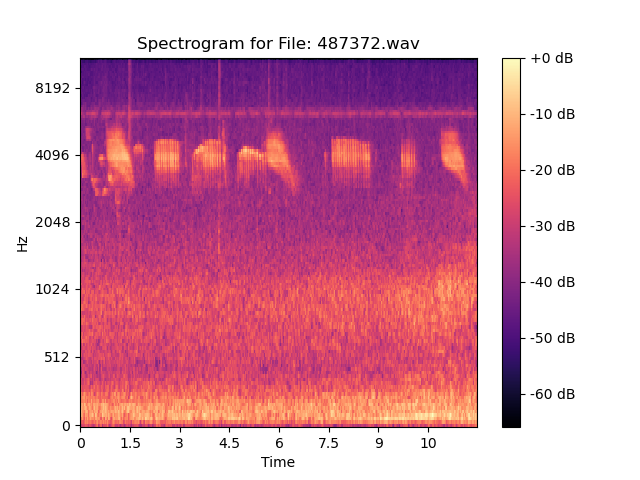 Spectrogram for File: 487372.wav
8192
4096
2048
1024
512
0
Hz
0 1.5 3 4.5 6 7.5 9 10
Time
+0 dB
-10 dB
-20 dB
-30 dB
-40 dB
-50 dB
-60 dB